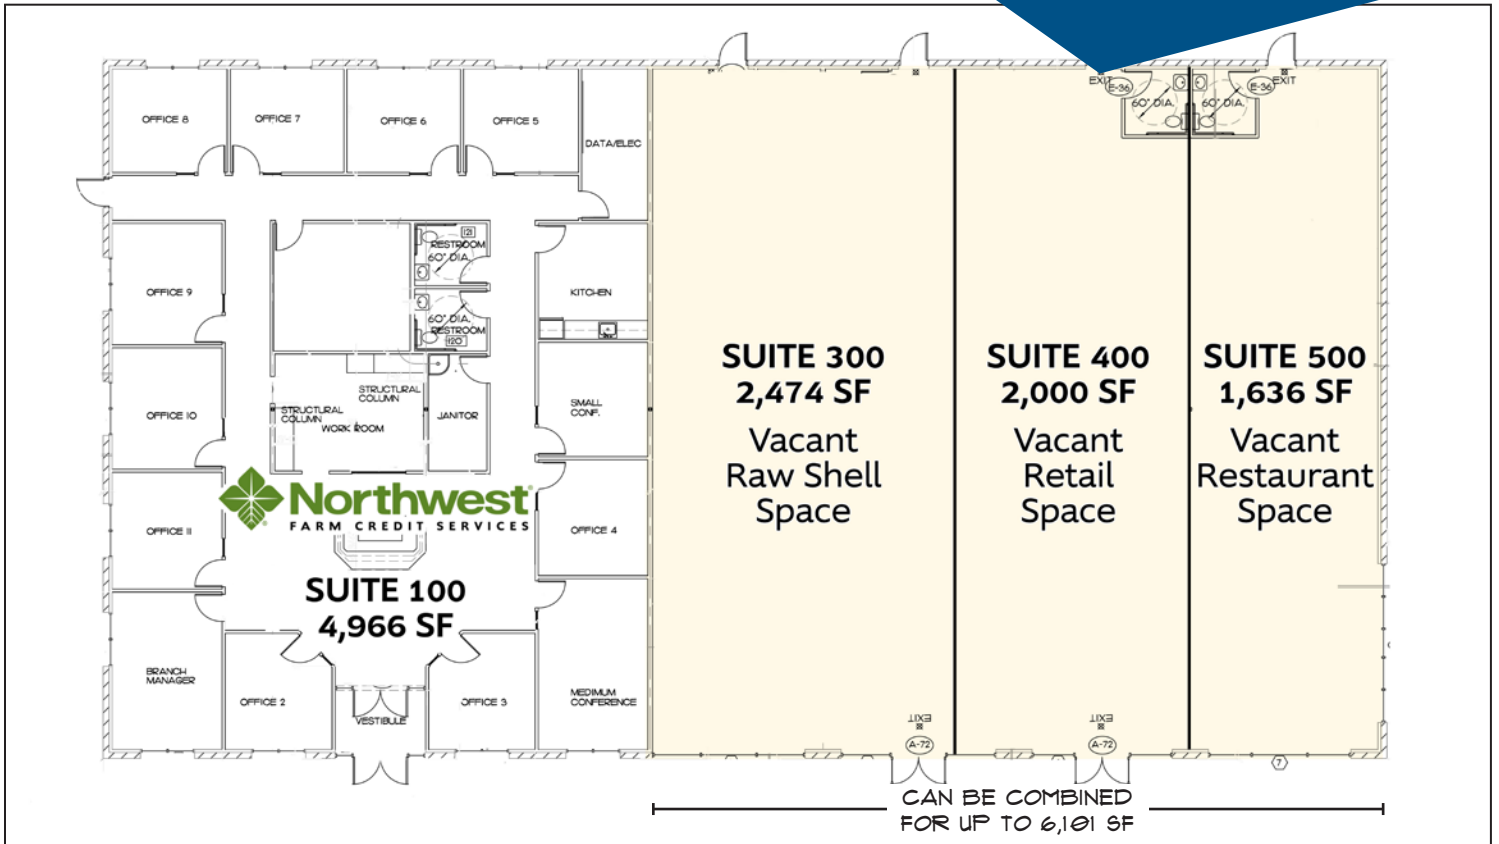 EXIT
E-36
60" DIA.
60" DIA.
E-36
EXIT
OFFICE 8
OFFICE 7
OFFICE 6
OFFICE 5
DATA/ELEC
121
RESTROOM
60" DIA.
OFFICE 9
KITCHEN
60" DIA.
RESTROOM
120
SUITE 300
2,474 SF
Vacant
Raw Shell
Space
SUITE 400
2,000 SF
Vacant
Retail
Space
SUITE 500
1,636 SF
Vacant
Restaurant
Space
STRUCTURAL
COLUMN
STRUCTURAL
COLUMN
WORK ROOM
JANITOR
SMALL
CONF.
OFFICE 10
Northwest
FARM CREDIT SERVICES
OFFICE 11
OFFICE 4
SUITE 100
4,966 SF
BRANCH
MANAGER
OFFICE 2
VESTIBULE
OFFICE 3
MEDIMUM
CONFERENCE
EXIT
A-72
EXIT
A-72
7
CAN BE COMBINED
FOR UP TO 6,101 SF